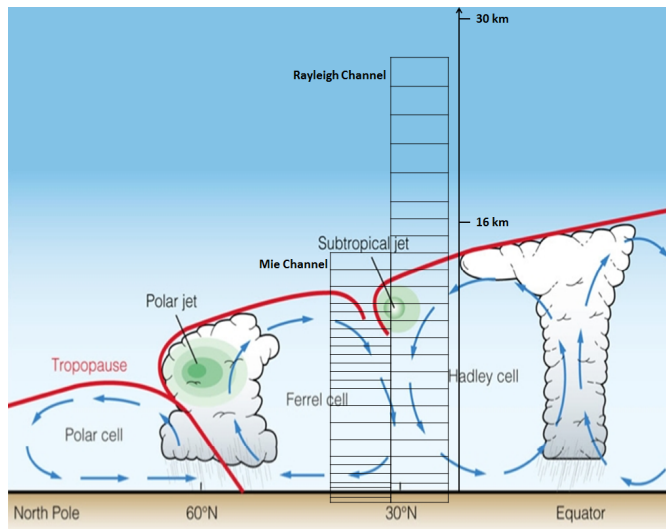 30 km
Rayleigh Channel
16 km
Subtropical jet
Mie Channel
Polar jet
Tropopause
Hadley cell
Ferrel cell
Polar cell
North Pole
60°N
30°N
Equator